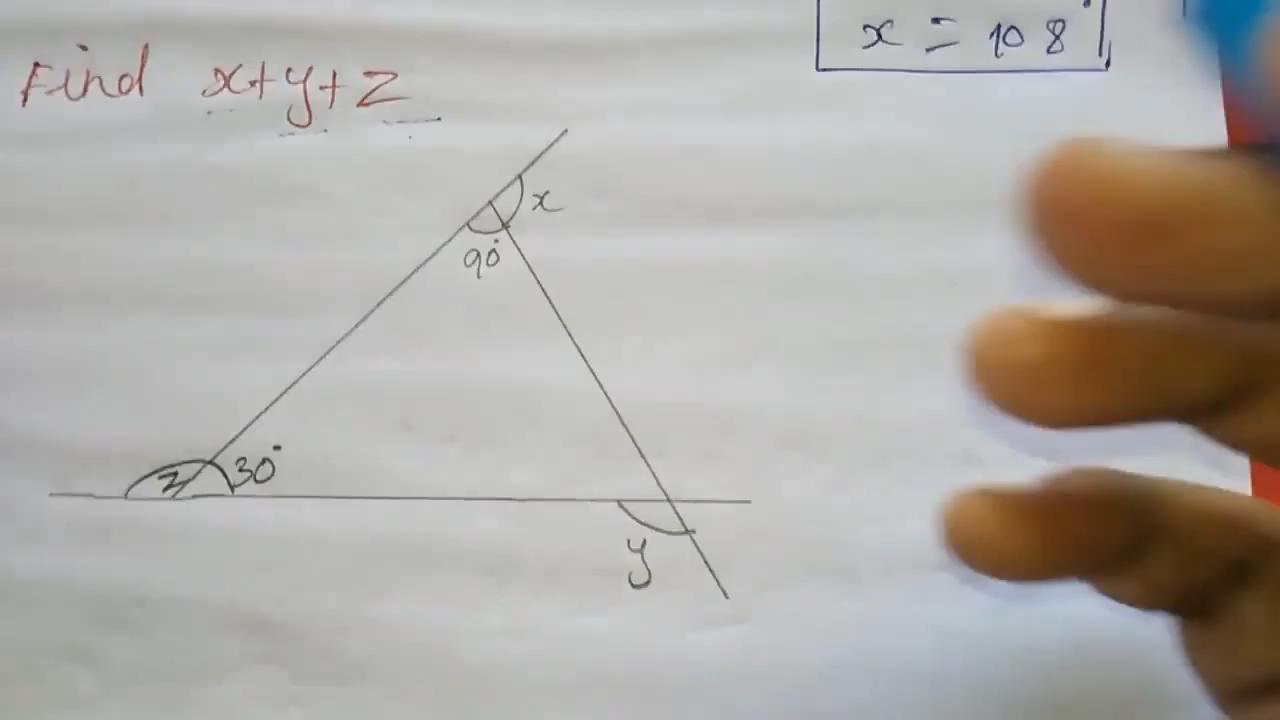 x = 108°
Find x+y+z
x
90°
z 30°
y